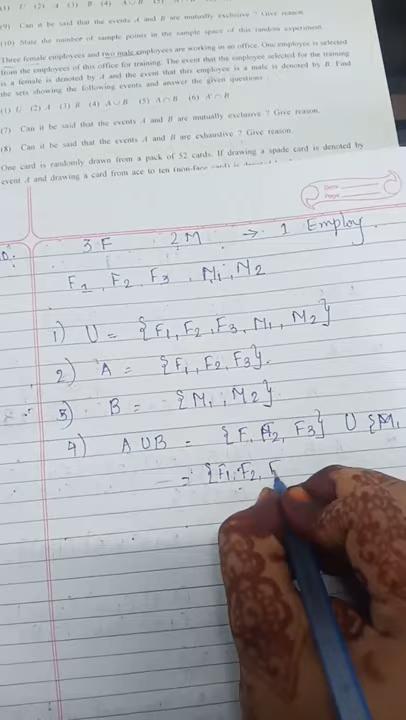 (9) Can it be said that the events A and B are mutually exclusive ? Give reason.
(10) State the number of sample points in the sample space of this random experiment.
Three female employees and two male employees are working in an office. One employee is selected
from the employees of this office for training. The event that the employee selected for the training
is a female is denoted by A and the event that this employee is a male is denoted by B. Find
the sets showing the following events and answer the given questions :
(1) U (2) A (3) B (4) A ∪ B (5) A ∩ B (6) A' ∩ B
(7) Can it be said that the events A and B are mutually exclusive ? Give reason.
(8) Can it be said that the events A and B are exhaustive ? Give reason.
One card is randomly drawn from a pack of 52 cards. If drawing a spade card is denoted by
event A and drawing a card from ace to ten (non-face card) is
Date
Page
3 F 2 M → 1 Employ.
F1, F2, F3, M1, M2
1) U = {F1, F2, F3, M1, M2}
2) A = {F1, F2, F3}.
3) B = {M1, M2}.
4) A U B = {F, F2, F3} U {M,
= {F1, F2, F